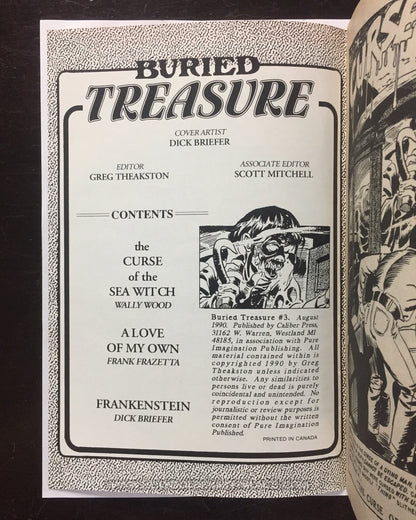 BURIED
TREASURE
COVER ARTIST
DICK BRIEFER
EDITOR
GREG THEAKSTON
ASSOCIATE EDITOR
SCOTT MITCHELL
CONTENTS
the
CURSE
of the
SEA WITCH
WALLY WOOD
A LOVE
OF MY OWN
FRANK FRAZETTA
FRANKENSTEIN
DICK BRIEFER
Buried Treasure #3. August
1990. Published by Caliber Press,
31162 W. Warren, Westland MI
48185, in association with Pure
Imagination Publishing. All
material contained within is
copyrighted 1990 by Greg
Theakston unless indicated
otherwise. Any similarities to
persons live or dead is purely
coincidental and unintended. No
reproduction except for
journalistic or review purposes is
permitted without the written
consent of Pure Imagination
Published.
PRINTED IN CANADA
CURSE